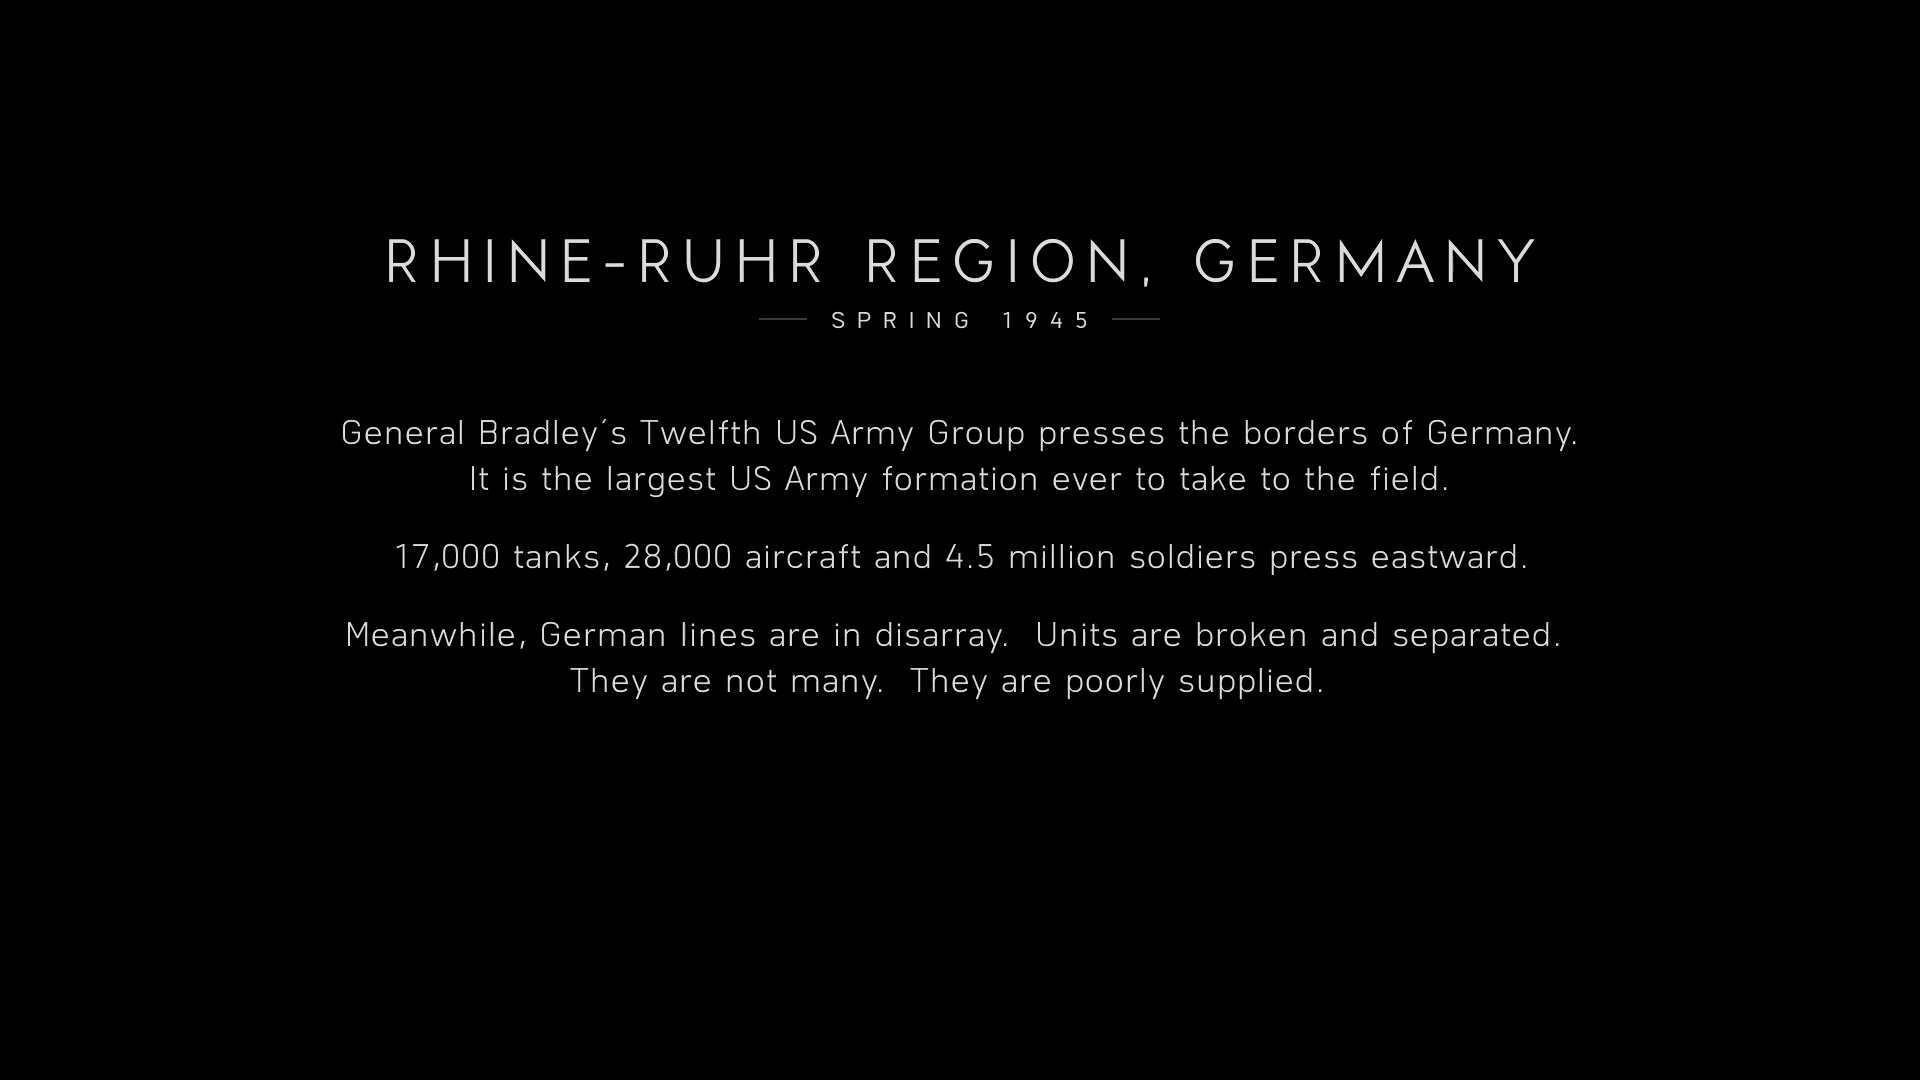 RHINE-RUHR REGION, GERMANY
SPRING 1945
General Bradley´s Twelfth US Army Group presses the borders of Germany.
It is the largest US Army formation ever to take to the field.
17,000 tanks, 28,000 aircraft and 4.5 million soldiers press eastward.
Meanwhile, German lines are in disarray.  Units are broken and separated.
They are not many.  They are poorly supplied.